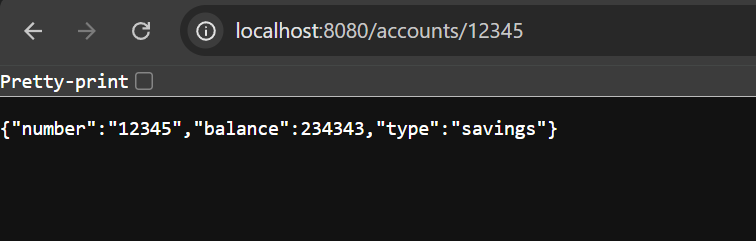 localhost:8080/accounts/12345
Pretty-print
{"number":"12345","balance":234343,"type":"savings"}